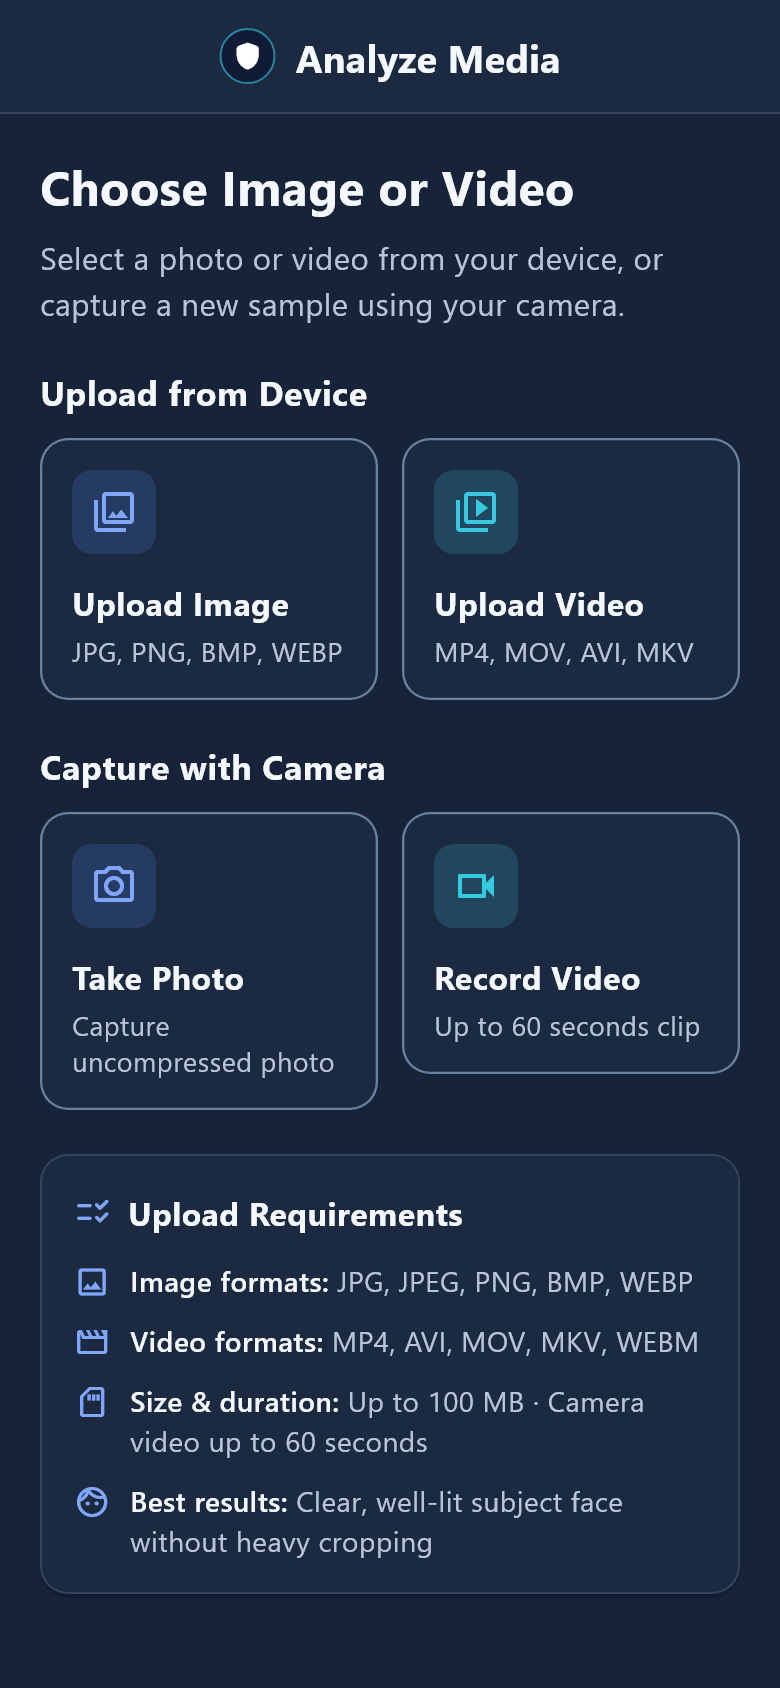 Analyze Media
Choose Image or Video
Select a photo or video from your device, or
capture a new sample using your camera.
Upload from Device
Upload Image
JPG, PNG, BMP, WEBP
Upload Video
MP4, MOV, AVI, MKV
Capture with Camera
Take Photo
Capture
uncompressed photo
Record Video
Up to 60 seconds clip
Upload Requirements
Image formats: JPG, JPEG, PNG, BMP, WEBP
Video formats: MP4, AVI, MOV, MKV, WEBM
Size & duration: Up to 100 MB · Camera
video up to 60 seconds
Best results: Clear, well-lit subject face
without heavy cropping